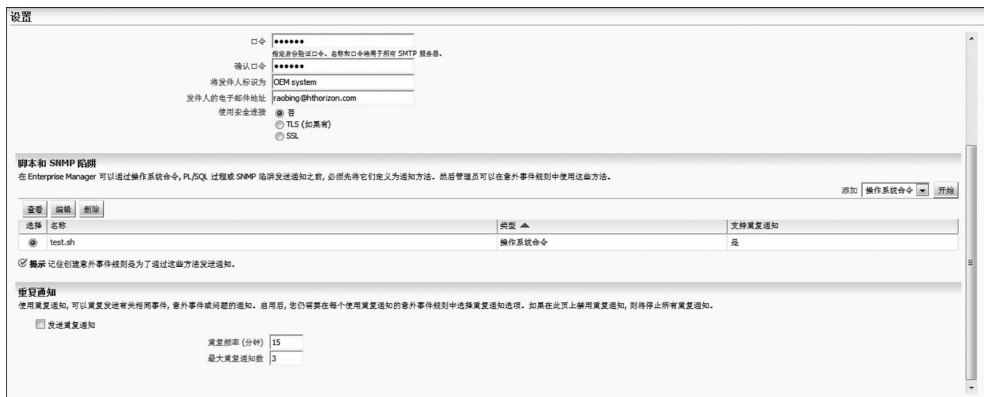 设置
口令 ●●●●●●
指定身份验证口令。名称和口令将用于所有 SMTP 服务器。
确认口令 ●●●●●●
将发件人标识为 OEM system
发件人的电子邮件地址 raobing@hthorizon.com
使用安全连接 否
TLS (如果有)
SSL
脚本和 SNMP 陷阱
在 Enterprise Manager 可以通过操作系统命令, PL/SQL 过程或 SNMP 陷阱发送通知之前, 必须先将它们定义为通知方法。然后管理员可以在意外事件规则中使用这些方法。
添加 操作系统命令 开始
查看 编辑 删除
选择 名称 类型 支持重复通知
test.sh 操作系统命令 是
提示 记住创建意外事件规则是为了通过这些方法发送通知。
重复通知
使用重复通知, 可以重复发送有关相同事件, 意外事件或问题的通知。启用后, 您仍需要在每个使用重复通知的意外事件规则中选择重复通知选项。如果在此页上禁用重复通知, 则将停止所有重复通知。
发送重复通知
重复频率 (分钟) 15
最大重复通知数 3